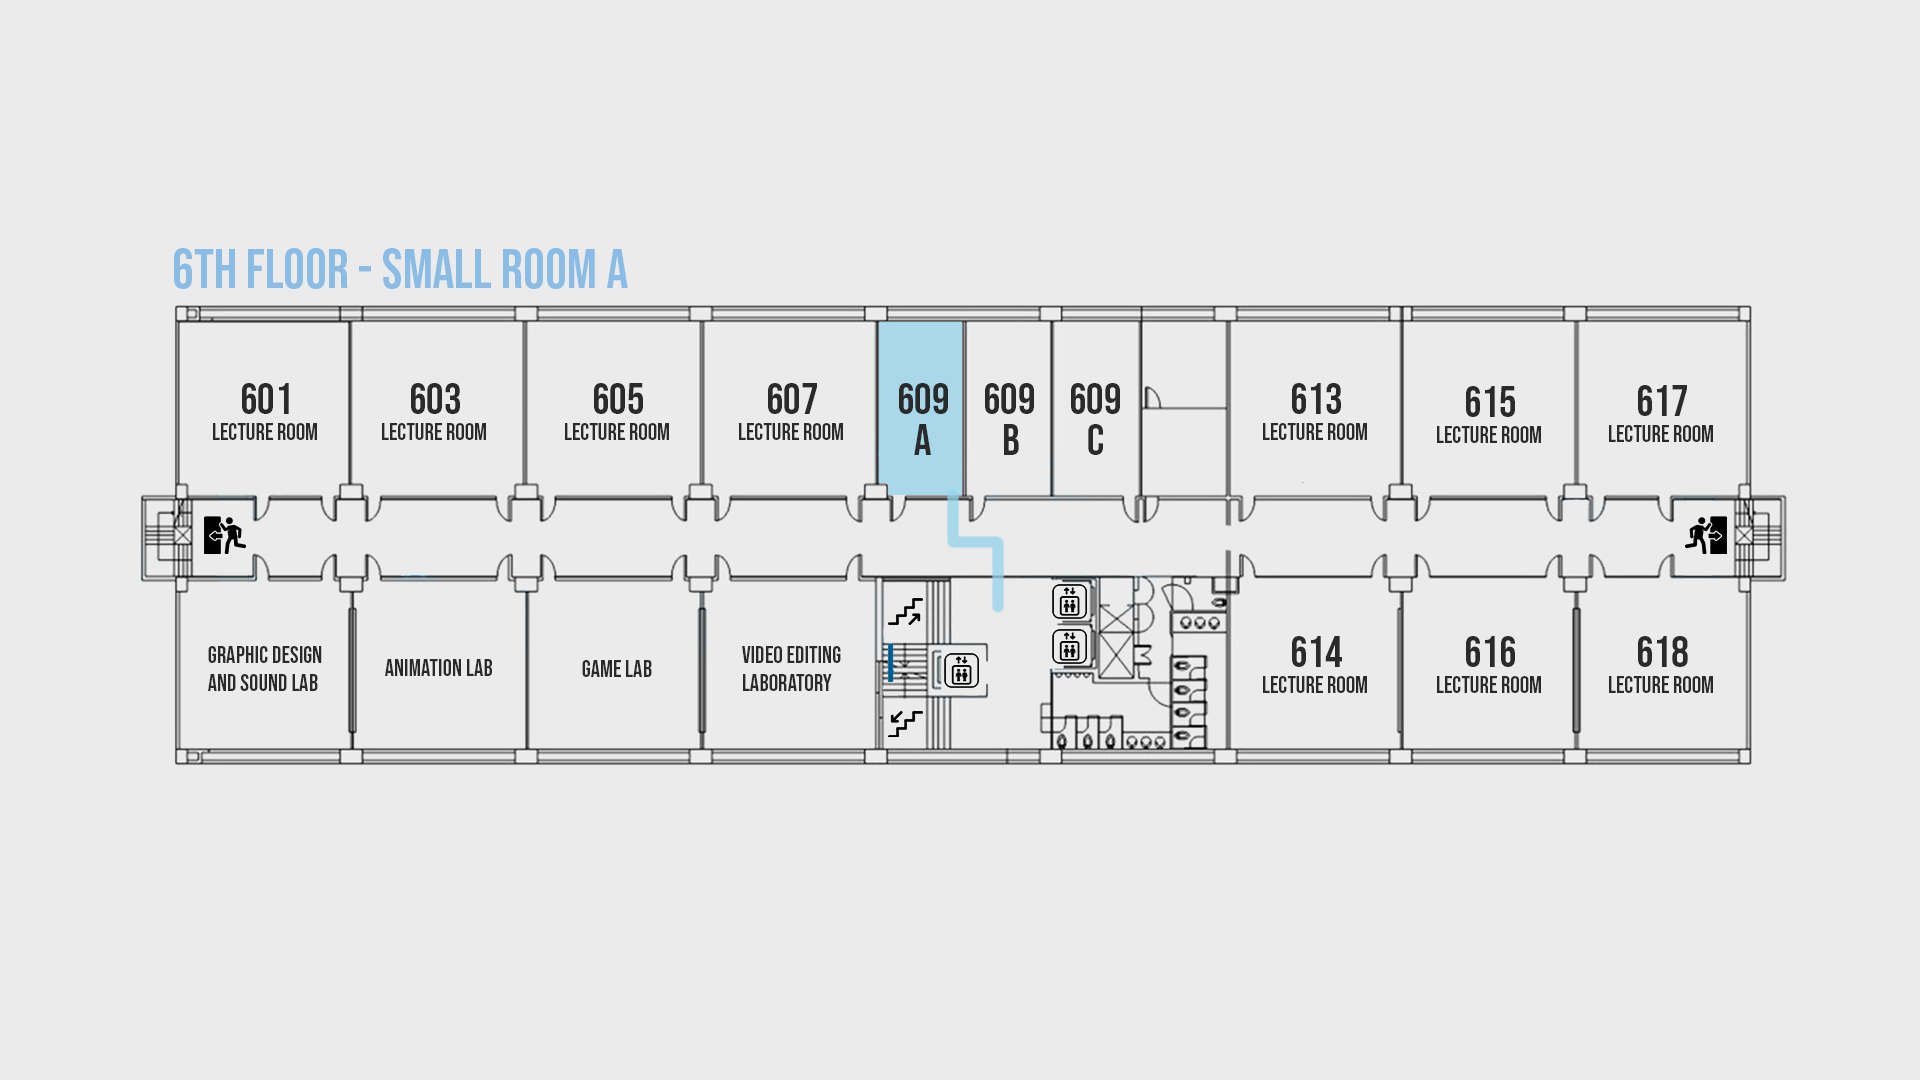 6TH FLOOR - SMALL ROOM A
601
LECTURE ROOM
603
LECTURE ROOM
605
LECTURE ROOM
607
LECTURE ROOM
609
A
609
B
609
C
613
LECTURE ROOM
615
LECTURE ROOM
617
LECTURE ROOM
GRAPHIC DESIGN
AND SOUND LAB
ANIMATION LAB
GAME LAB
VIDEO EDITING
LABORATORY
614
LECTURE ROOM
616
LECTURE ROOM
618
LECTURE ROOM